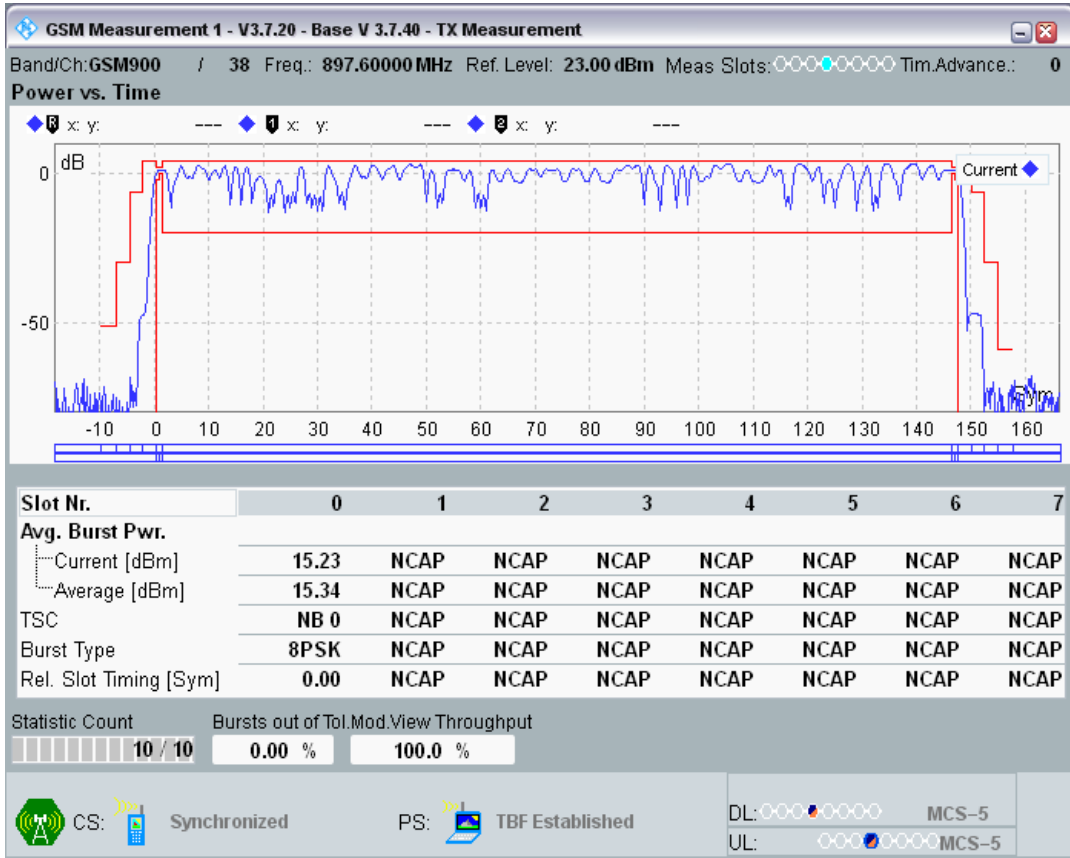 GSM Measurement 1 - V3.7.20 - Base V 3.7.40 - TX Measurement
Band/Ch:GSM900 / 38 Freq.: 897.60000 MHz Ref. Level: 23.00 dBm Meas Slots: Tim.Advance.: 0
Power vs. Time
R x: y: --- 1 x: y: --- 2 x: y: ---
dB
Current
0
-50
Sym
-10 0 10 20 30 40 50 60 70 80 90 100 110 120 130 140 150 160
Slot Nr. 0 1 2 3 4 5 6 7
Avg. Burst Pwr.
Current [dBm] 15.23 NCAP NCAP NCAP NCAP NCAP NCAP NCAP
Average [dBm] 15.34 NCAP NCAP NCAP NCAP NCAP NCAP NCAP
TSC NB 0 NCAP NCAP NCAP NCAP NCAP NCAP NCAP
Burst Type 8PSK NCAP NCAP NCAP NCAP NCAP NCAP NCAP
Rel. Slot Timing [Sym] 0.00 NCAP NCAP NCAP NCAP NCAP NCAP NCAP
Statistic Count Bursts out of Tol.Mod.View Throughput
10 / 10 0.00 % 100.0 %
CS: Synchronized PS: TBF Established DL: MCS-5
UL: MCS-5